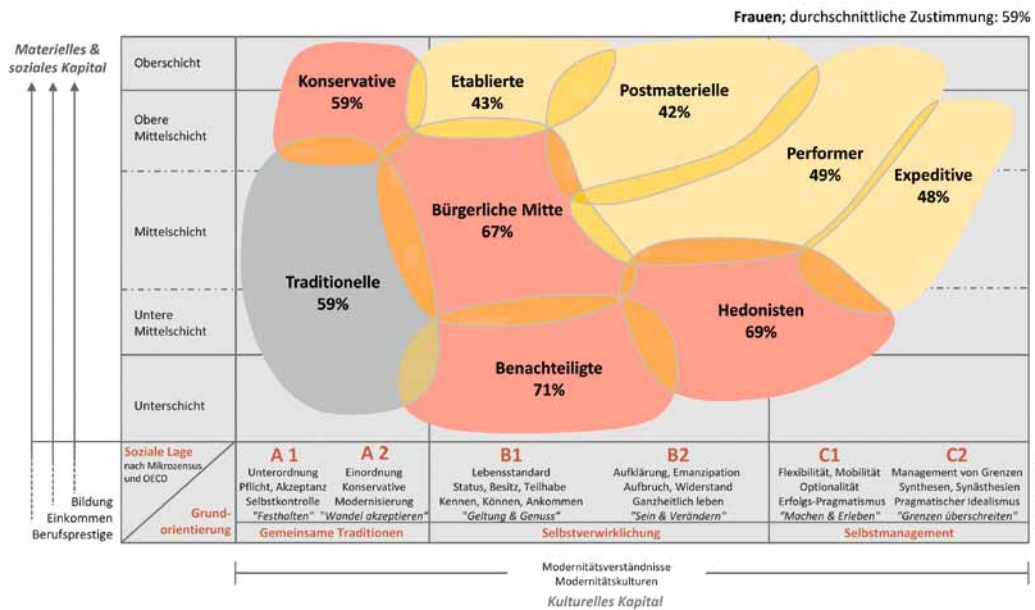 Frauen; durchschnittliche Zustimmung: 59%
Materielles &
soziales Kapital
Oberschicht
Obere
Mittelschicht
Mittelschicht
Untere
Mittelschicht
Unterschicht
Konservative
59%
Etablierte
43%
Postmaterielle
42%
Performer
49%
Expeditive
48%
Bürgerliche Mitte
67%
Traditionelle
59%
Hedonisten
69%
Benachteiligte
71%
Bildung
Einkommen
Berufsprestige
Soziale Lage
nach Mikrozensus
und OECD
Grund-
orientierung
A 1
Unterordnung
Pflicht, Akzeptanz
Selbstkontrolle
"Festhalten"
A 2
Einordnung
Konservative
Modernisierung
"Wandel akzeptieren"
B1
Lebensstandard
Status, Besitz, Teilhabe
Kennen, Können, Ankommen
"Geltung & Genuss"
B2
Aufklärung, Emanzipation
Aufbruch, Widerstand
Ganzheitlich leben
"Sein & Verändern"
C1
Flexibilität, Mobilität
Optionalität
Erfolgs-Pragmatismus
"Machen & Erleben"
C2
Management von Grenzen
Synthesen, Synästhesien
Pragmatischer Idealismus
"Grenzen überschreiten"
Gemeinsame Traditionen
Selbstverwirklichung
Selbstmanagement
Modernitätsverständnisse
Modernitätskulturen
Kulturelles Kapital